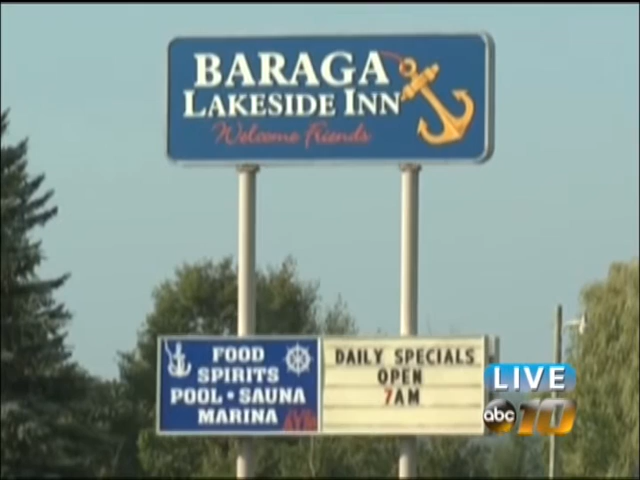 BARAGA
LAKESIDE INN
Welcome Friends
FOOD
SPIRITS
POOL • SAUNA
MARINA
DAILY SPECIALS
OPEN
7AM
LIVE
abc 10